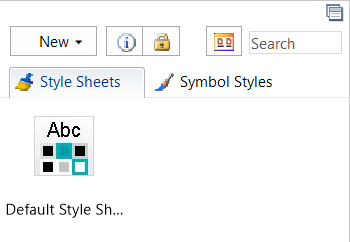 New
Search
Style Sheets
Symbol Styles
Abc
Default Style Sh...